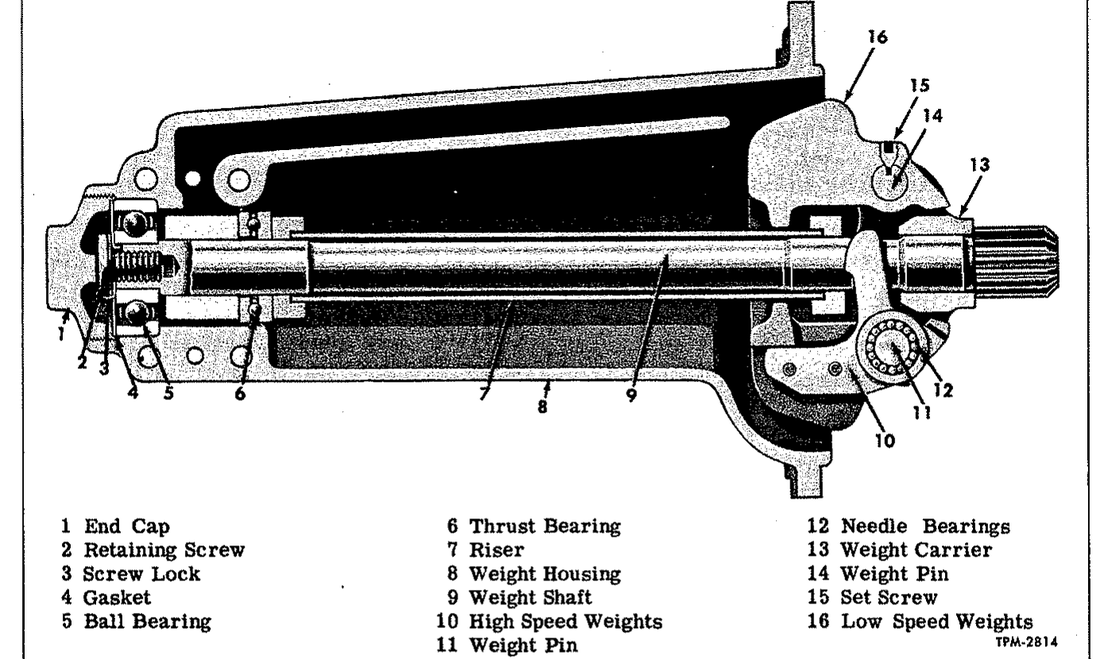 16
15
14
13
1
2
3
4
5
6
7
8
9
10
11
12
1 End Cap
2 Retaining Screw
3 Screw Lock
4 Gasket
5 Ball Bearing
6 Thrust Bearing
7 Riser
8 Weight Housing
9 Weight Shaft
10 High Speed Weights
11 Weight Pin
12 Needle Bearings
13 Weight Carrier
14 Weight Pin
15 Set Screw
16 Low Speed Weights
TPM-2814